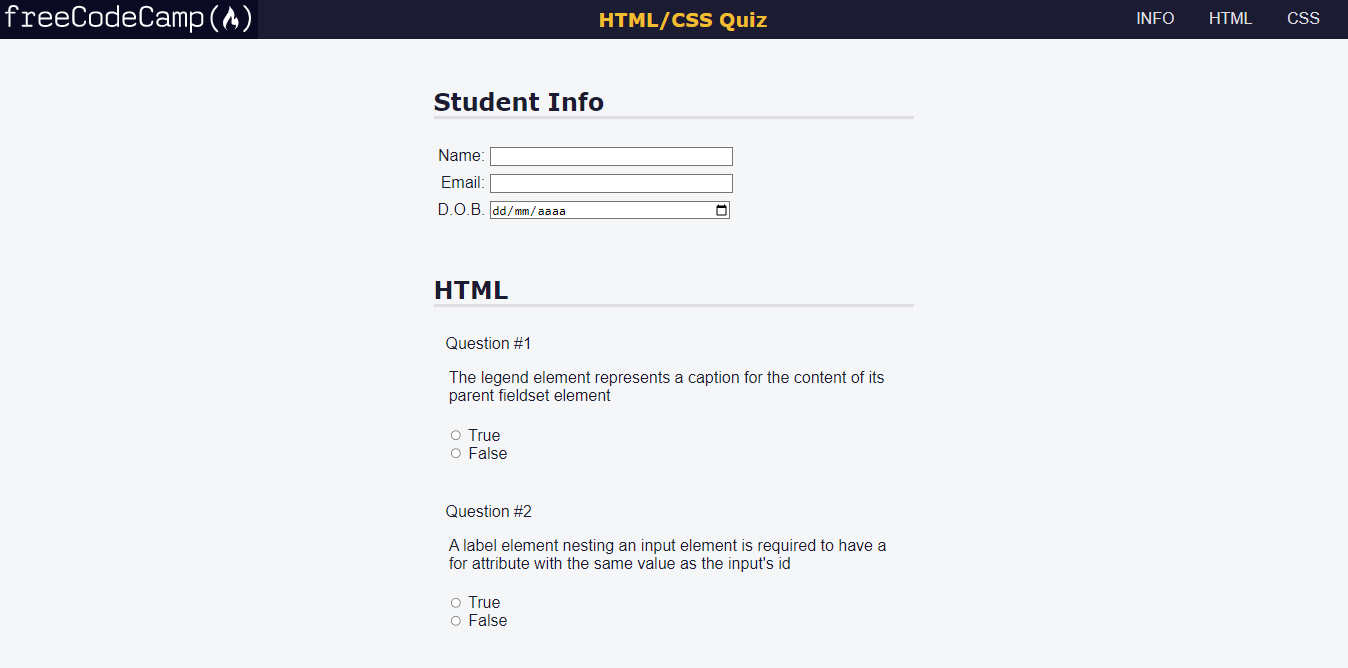 freeCodeCamp(🔥)
HTML/CSS Quiz
INFO HTML CSS
Student Info
Name:
Email:
D.O.B. dd/mm/aaaa
HTML
Question #1
The legend element represents a caption for the content of its
parent fieldset element
True
False
Question #2
A label element nesting an input element is required to have a
for attribute with the same value as the input's id
True
False